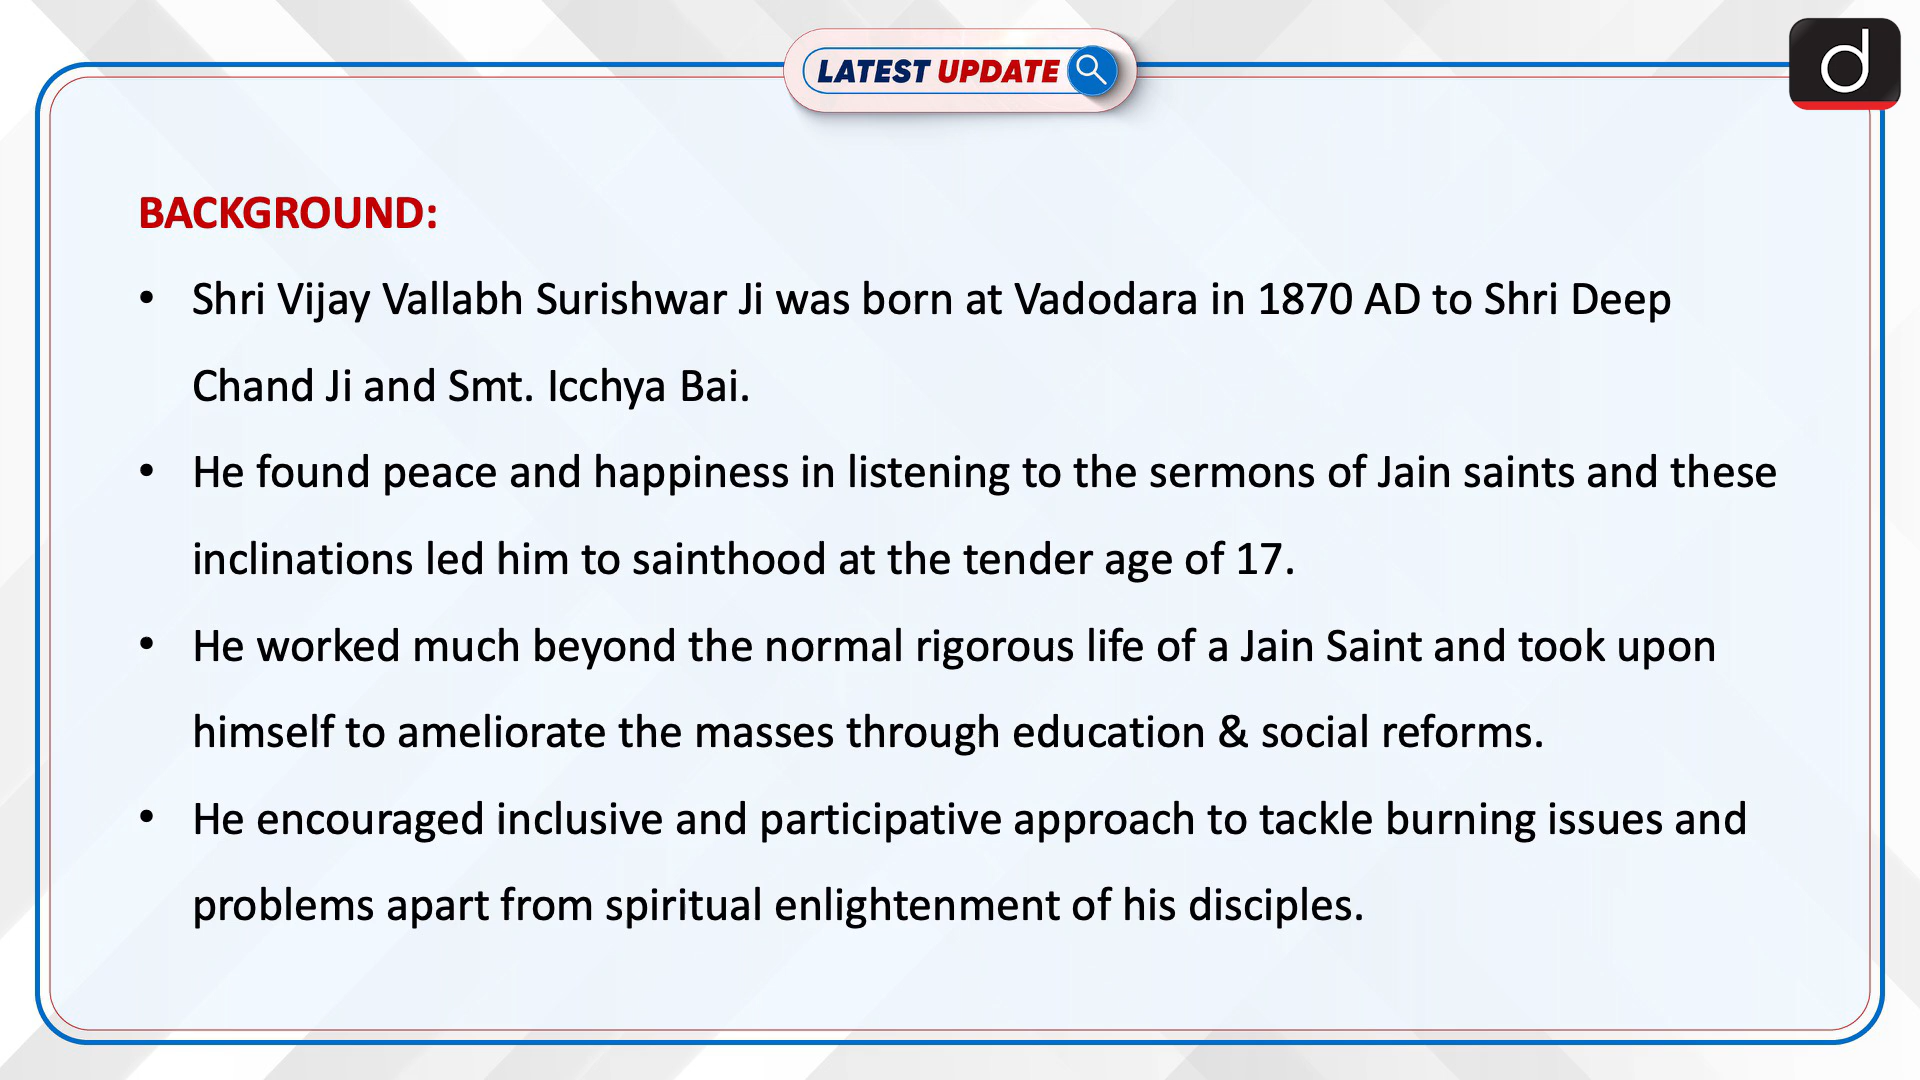 LATEST UPDATE
d
BACKGROUND:
• Shri Vijay Vallabh Surishwar Ji was born at Vadodara in 1870 AD to Shri Deep
Chand Ji and Smt. Icchya Bai.
• He found peace and happiness in listening to the sermons of Jain saints and these
inclinations led him to sainthood at the tender age of 17.
• He worked much beyond the normal rigorous life of a Jain Saint and took upon
himself to ameliorate the masses through education & social reforms.
• He encouraged inclusive and participative approach to tackle burning issues and
problems apart from spiritual enlightenment of his disciples.